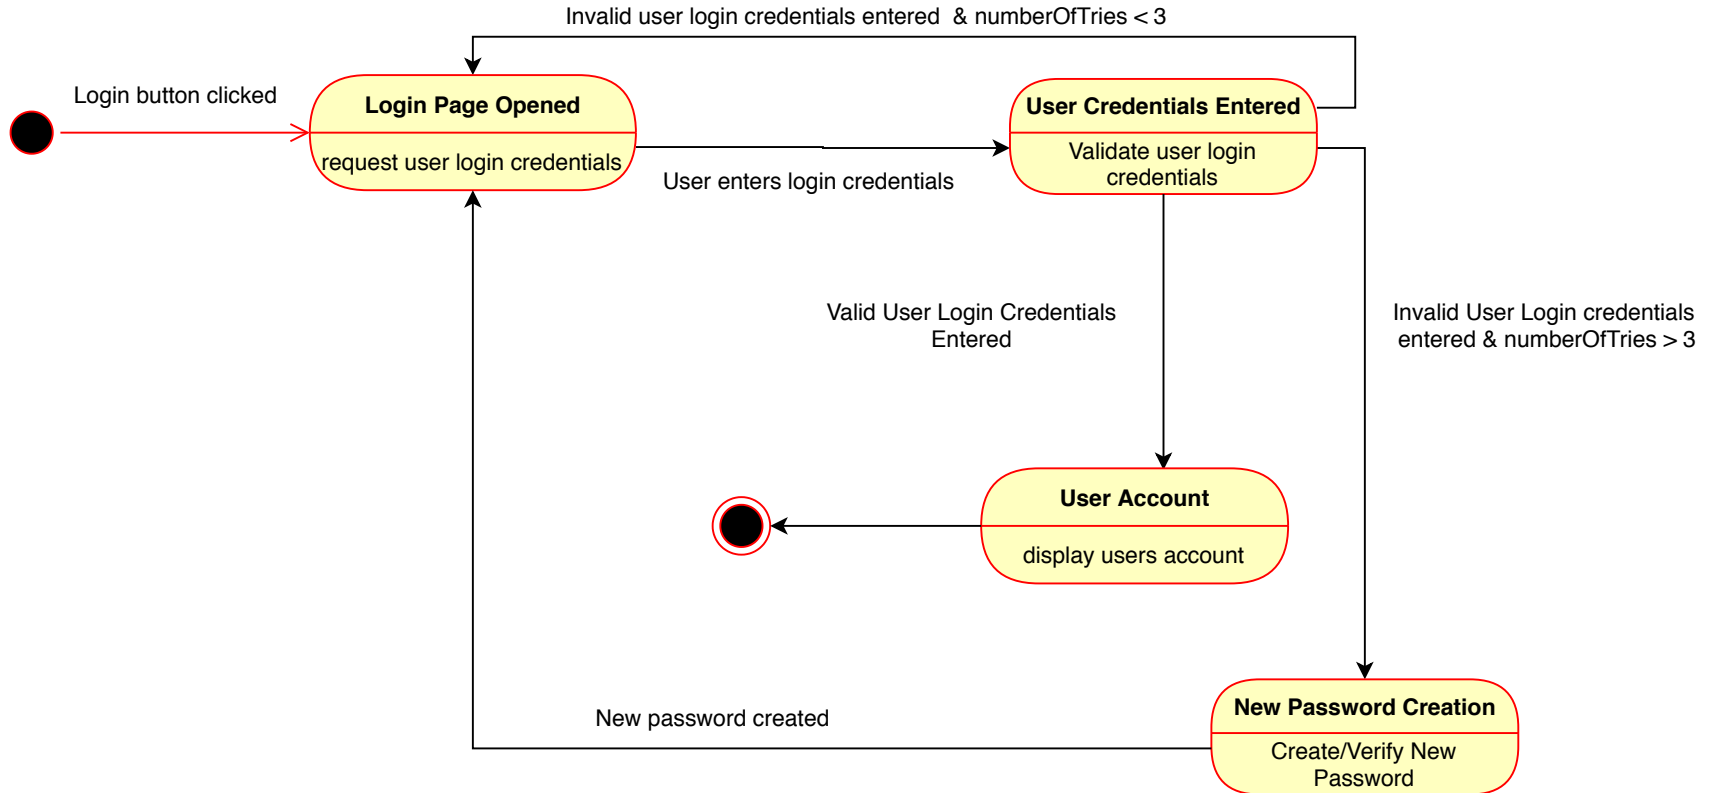 Invalid user login credentials entered & numberOfTries < 3
Login button clicked
Login Page Opened
request user login credentials
User enters login credentials
User Credentials Entered
Validate user login
credentials
Valid User Login Credentials
Entered
Invalid User Login credentials
entered & numberOfTries > 3
User Account
display users account
New password created
New Password Creation
Create/Verify New
Password